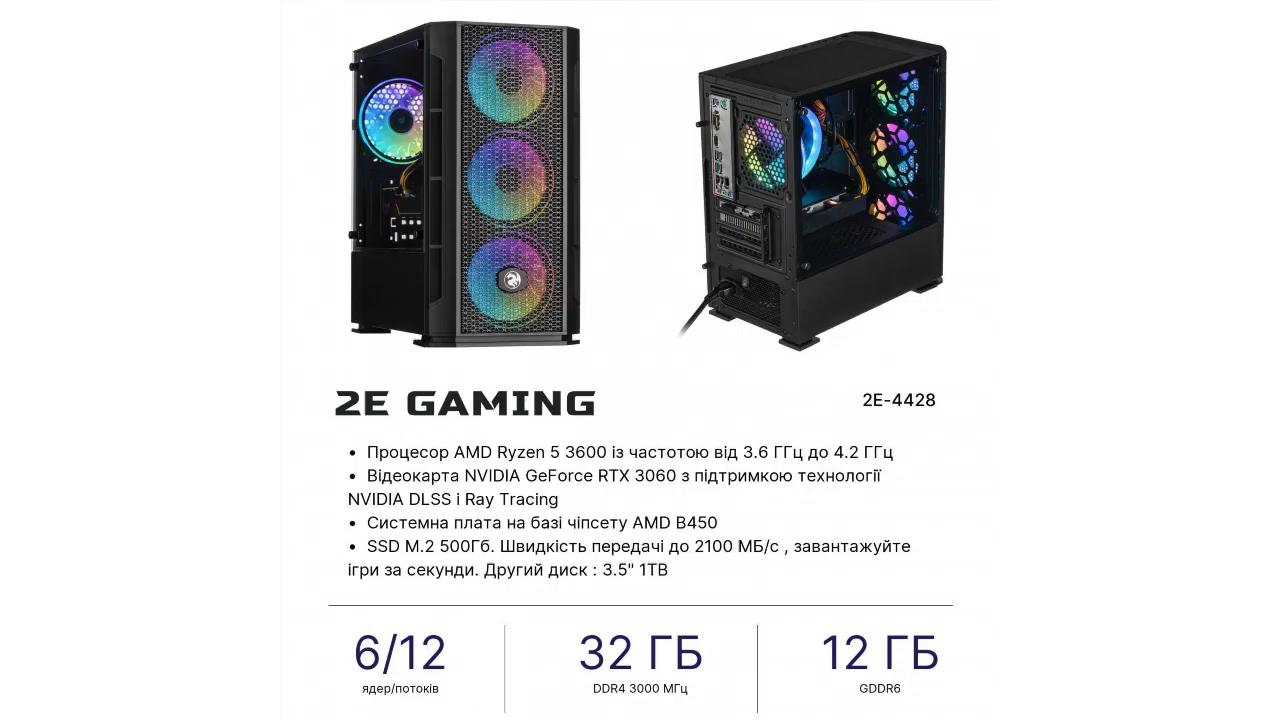 2E GAMING
2E-4428
• Процесор AMD Ryzen 5 3600 із частотою від 3.6 ГГц до 4.2 ГГц
• Відеокарта NVIDIA GeForce RTX 3060 з підтримкою технології
NVIDIA DLSS і Ray Tracing
• Системна плата на базі чіпсету AMD B450
• SSD M.2 500Гб. Швидкість передачі до 2100 МБ/с , завантажуйте
ігри за секунди. Другий диск : 3.5" 1TB
6/12
ядер/потоків
32 ГБ
DDR4 3000 МГц
12 ГБ
GDDR6